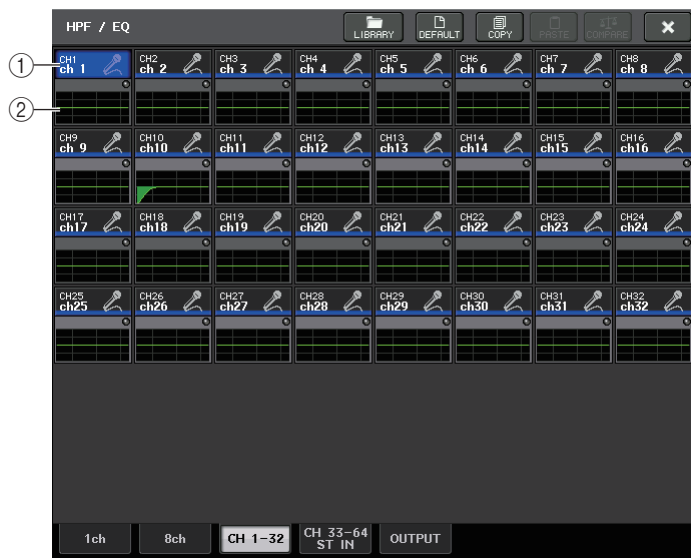 HPF / EQ
LIBRARY DEFAULT COPY PASTE COMPARE
①
CH1 CH2 CH3 CH4 CH5 CH6 CH7 CH8
ch 1 ch 2 ch 3 ch 4 ch 5 ch 6 ch 7 ch 8
②
CH9 CH10 CH11 CH12 CH13 CH14 CH15 CH16
ch 9 ch10 ch11 ch12 ch13 ch14 ch15 ch16
CH17 CH18 CH19 CH20 CH21 CH22 CH23 CH24
ch17 ch18 ch19 ch20 ch21 ch22 ch23 ch24
CH25 CH26 CH27 CH28 CH29 CH30 CH31 CH32
ch25 ch26 ch27 ch28 ch29 ch30 ch31 ch32
1ch 8ch CH 1-32 CH 33-64 OUTPUT
ST IN